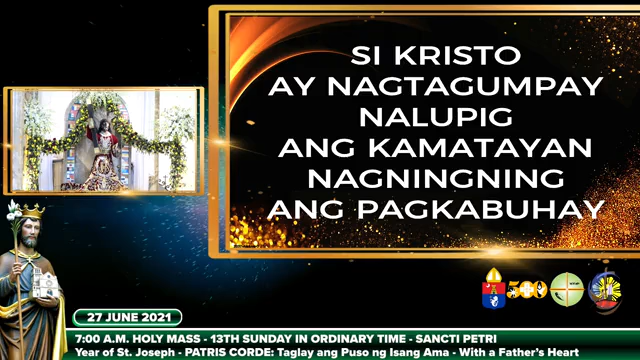 SI KRISTO
AY NAGTAGUMPAY
NALUPIG
ANG KAMATAYAN
NAGNINGNING
ANG PAGKABUHAY
500
27 JUNE 2021
7:00 A.M. HOLY MASS - 13TH SUNDAY IN ORDINARY TIME - SANCTI PETRI
Year of St. Joseph - PATRIS CORDE: Taglay ang Puso ng Isang Ama - With a Father's Heart